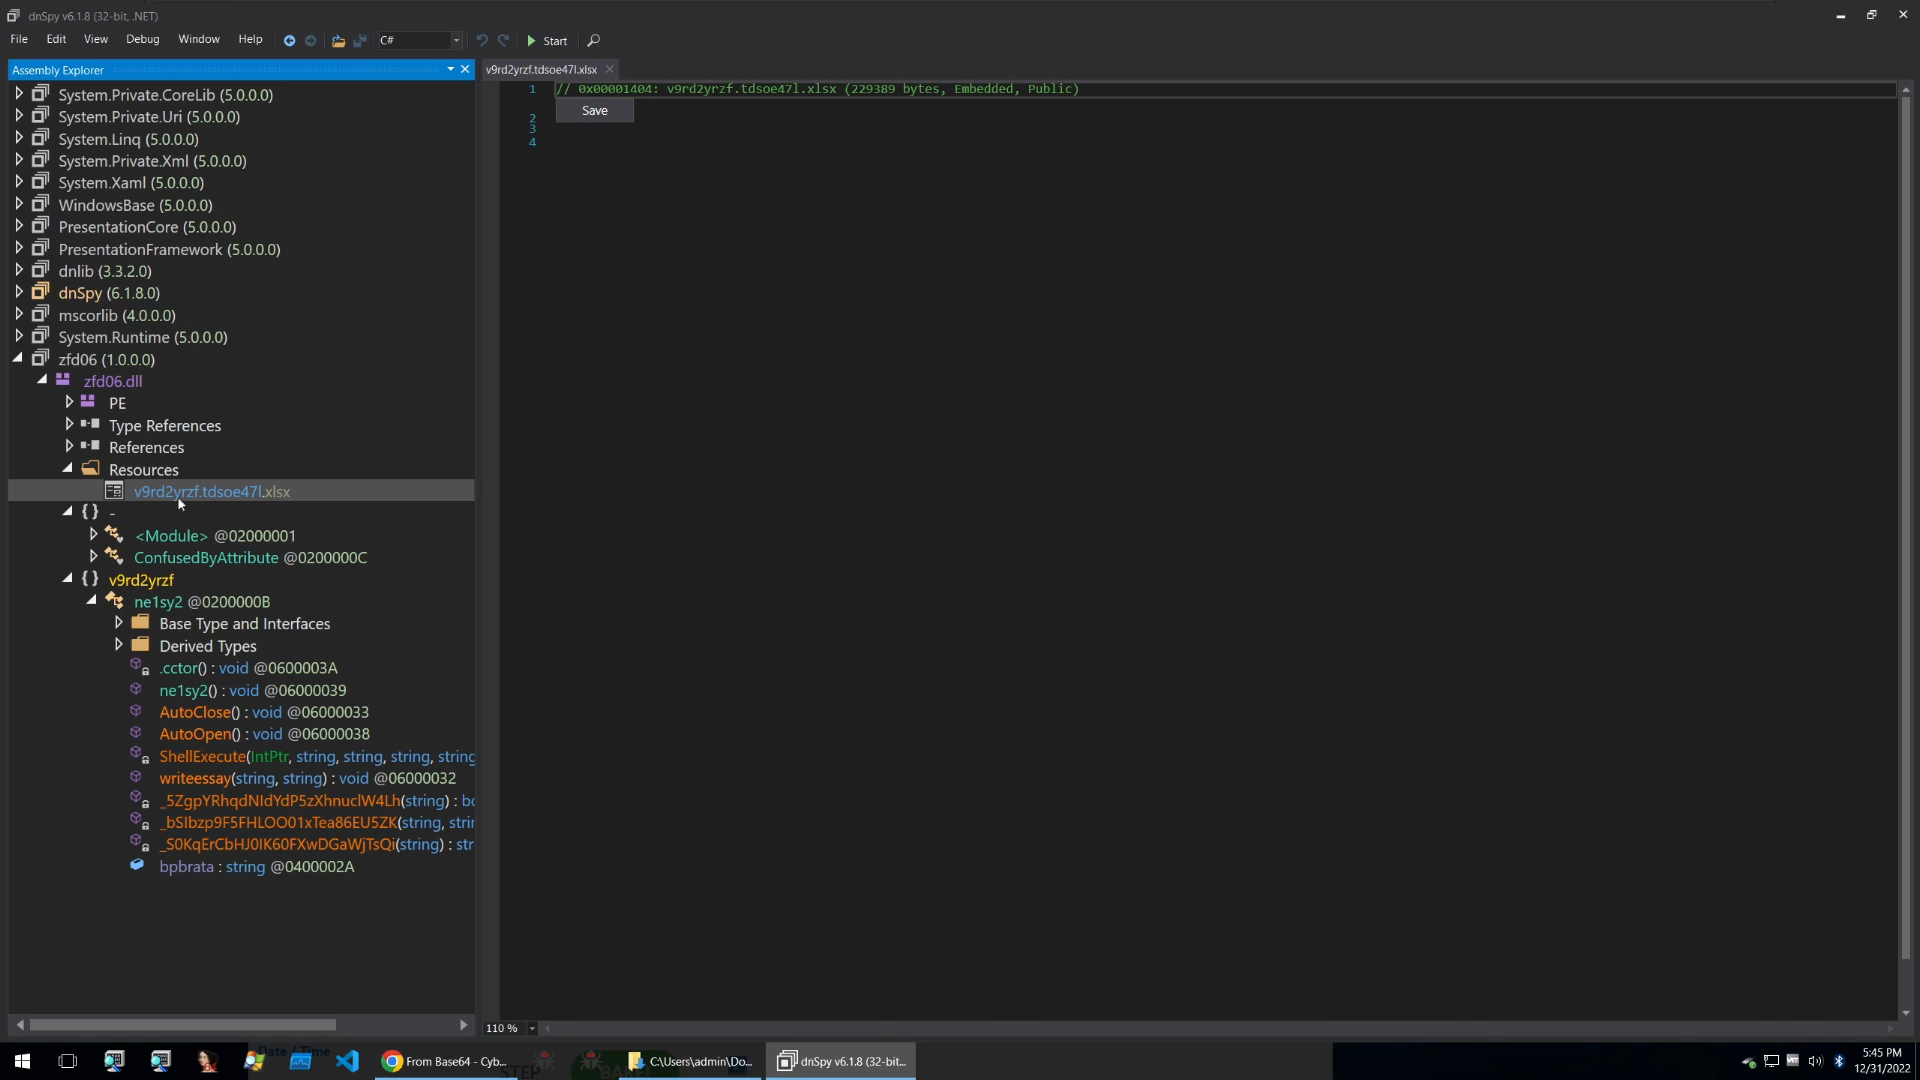 dnSpy v6.1.8 (32-bit, .NET)
File Edit View Debug Window Help C# Start
Assembly Explorer
v9rd2yrzf.tdsoe47l.xlsx
System.Private.CoreLib (5.0.0.0)
System.Private.Uri (5.0.0.0)
System.Linq (5.0.0.0)
System.Private.Xml (5.0.0.0)
System.Xaml (5.0.0.0)
WindowsBase (5.0.0.0)
PresentationCore (5.0.0.0)
PresentationFramework (5.0.0.0)
dnlib (3.3.2.0)
dnSpy (6.1.8.0)
mscorlib (4.0.0.0)
System.Runtime (5.0.0.0)
zfd06 (1.0.0.0)
zfd06.dll
PE
Type References
References
Resources
v9rd2yrzf.tdsoe47l.xlsx
{ } -
<Module> @02000001
ConfusedByAttribute @0200000C
{ } v9rd2yrzf
ne1sy2 @0200000B
Base Type and Interfaces
Derived Types
.cctor() : void @0600003A
ne1sy2() : void @06000039
AutoClose() : void @06000033
AutoOpen() : void @06000038
ShellExecute(IntPtr, string, string, string, string
writeessay(string, string) : void @06000032
_5ZgpYRhqdNIdYdP5zXhnuclW4Lh(string) : bo
_bSIbzp9F5FHLOO01xTea86EU5ZK(string, strin
_S0KqErCbHJ0IK60FXwDGaWjTsQi(string) : str
bpbrata : string @0400002A
1 // 0x00001404: v9rd2yrzf.tdsoe47l.xlsx (229389 bytes, Embedded, Public)
Save
2
3
4
110 %
Date / Time
STEP
From Base64 - Cyb...
C:\Users\admin\Do...
dnSpy v6.1.8 (32-bit...
5:45 PM
12/31/2022